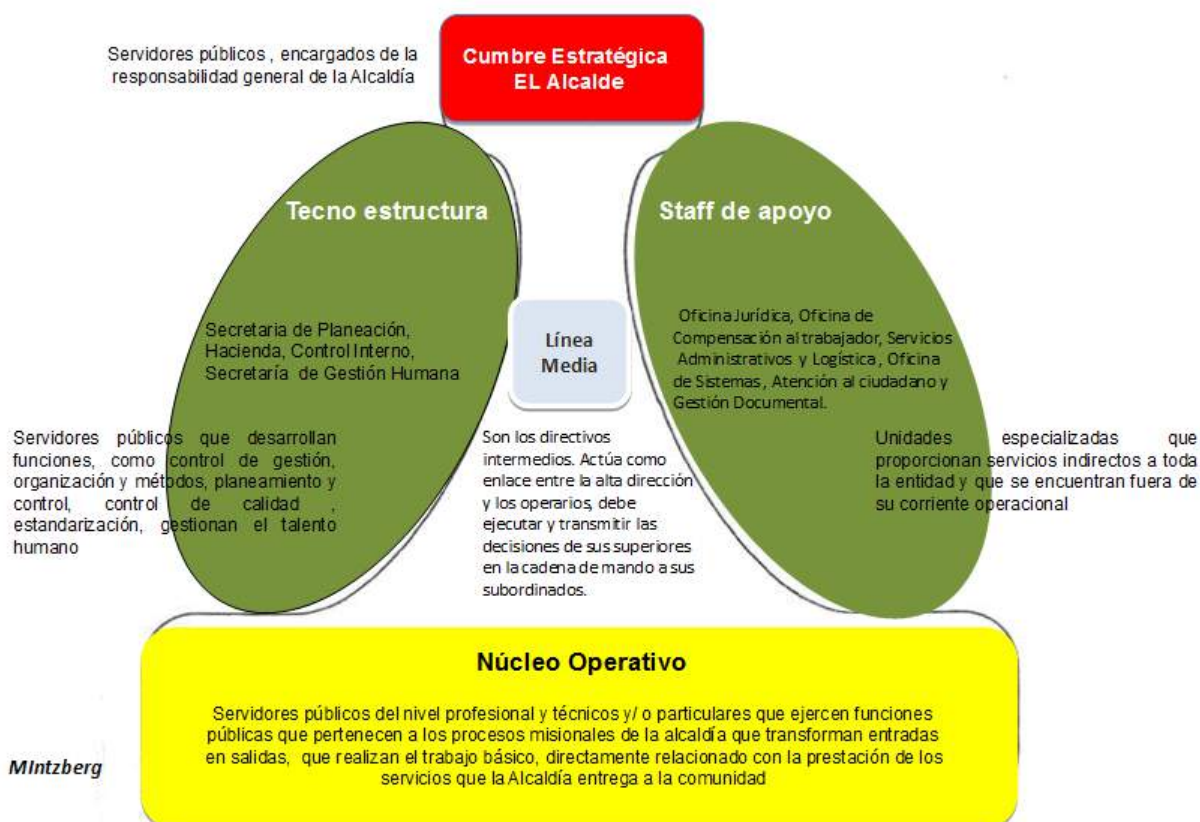 Servidores públicos , encargados de la
responsabilidad general de la Alcaldía
Cumbre Estratégica
EL Alcalde
Tecno estructura
Staff de apoyo
Secretaria de Planeación,
Hacienda, Control Interno,
Secretaría de Gestión Humana
Línea
Media
Oficina Jurídica, Oficina de
Compensación al trabajador, Servicios
Administrativos y Logística, Oficina
de Sistemas, Atención al ciudadano y
Gestión Documental.
Servidores públicos que desarrollan
funciones, como control de gestión,
organización y métodos, planeamiento y
control, control de calidad ,
estandarización, gestionan el talento
humano
Son los directivos
intermedios. Actúa como
enlace entre la alta dirección
y los operarios, debe
ejecutar y transmitir las
decisiones de sus superiores
en la cadena de mando a sus
subordinados.
Unidades especializadas que
proporcionan servicios indirectos a toda
la entidad y que se encuentran fuera de
su corriente operacional
Núcleo Operativo
Servidores públicos del nivel profesional y técnicos y/ o particulares que ejercen funciones
públicas que pertenecen a los procesos misionales de la alcaldía que transforman entradas
en salidas, que realizan el trabajo básico, directamente relacionado con la prestación de los
servicios que la Alcaldía entrega a la comunidad
MIntzberg